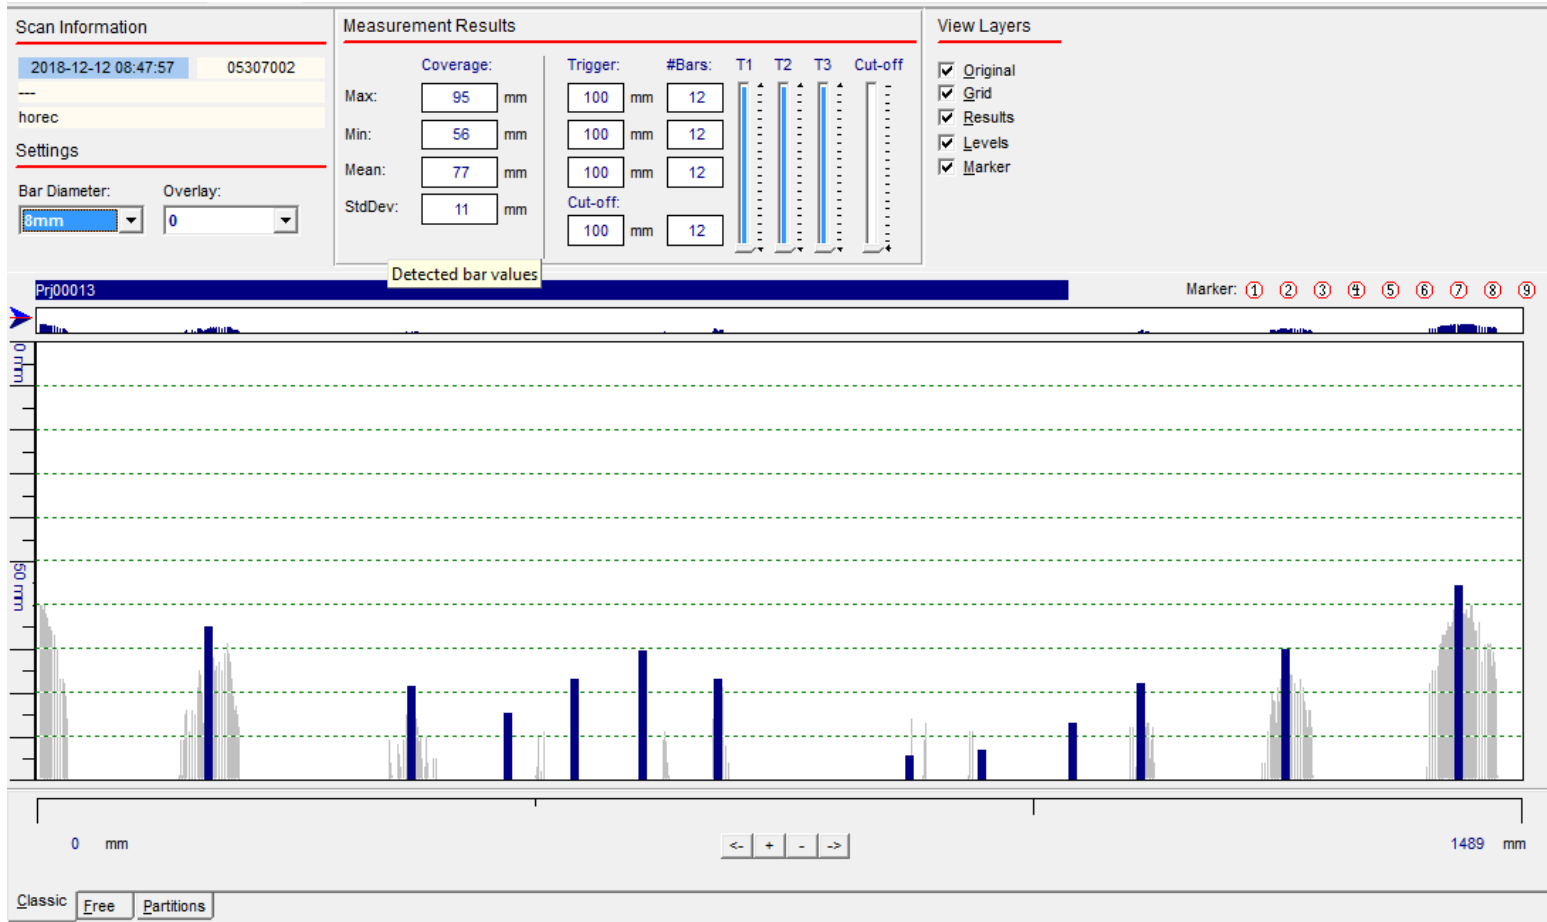 Scan Information
2018-12-12 08:47:57 05307002
---
horec
Settings
Bar Diameter: Overlay:
8mm 0
Measurement Results
Coverage: Trigger: #Bars: T1 T2 T3 Cut-off
Max: 95 mm 100 mm 12
Min: 56 mm 100 mm 12
Mean: 77 mm 100 mm 12
StdDev: 11 mm Cut-off:
100 mm 12
Detected bar values
View Layers
Original
Grid
Results
Levels
Marker
Prj00013 Marker: 1 2 3 4 5 6 7 8 9
0 mm
50 mm
0 mm <- + - -> 1489 mm
Classic Free Partitions